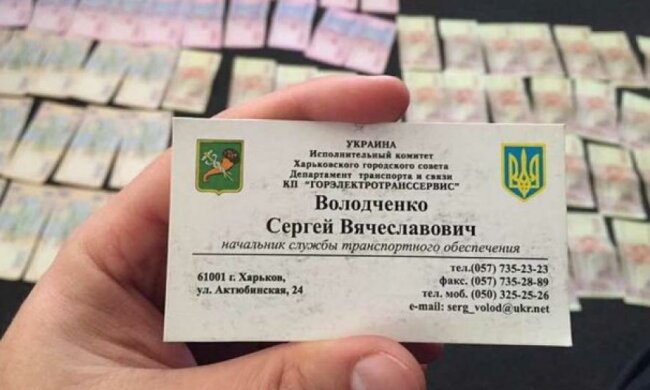 УКРАИНА
Исполнительный комитет
Харьковского городского совета
Департамент транспорта и связи
КП "ГОРЭЛЕКТРОТРАНССЕРВИС"
Володченко
Сергей Вячеславович
начальник службы транспортного обеспечения
61001 г. Харьков,
ул. Актюбинская, 24
тел.(057) 735-23-23
факс. (057) 735-28-89
тел. моб. (050) 325-25-26
e-mail: serg_volod@ukr.net